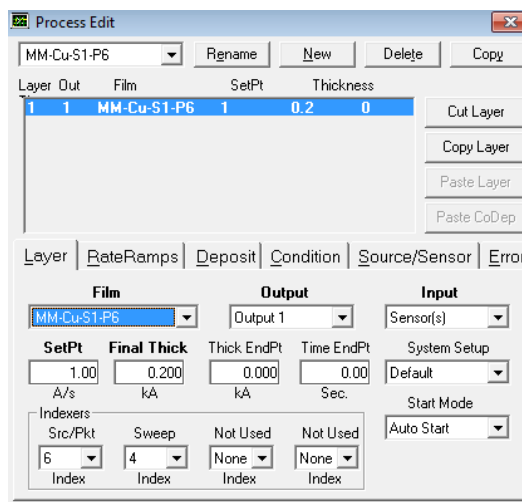 Process Edit
MM-Cu-S1-P6 Rename New Delete Copy
Layer Out Film SetPt Thickness
1 1 MM-Cu-S1-P6 1 0.2 0
Cut Layer
Copy Layer
Paste Layer
Paste CoDep
Layer RateRamps Deposit Condition Source/Sensor Error
Film Output Input
MM-Cu-S1-P6 Output 1 Sensor(s)
SetPt Final Thick Thick EndPt Time EndPt System Setup
1.00 0.200 0.000 0.00 Default
A/s kA kA Sec.
Start Mode
Indexers
Auto Start
Src/Pkt Sweep Not Used Not Used
6 4 None None
Index Index Index Index